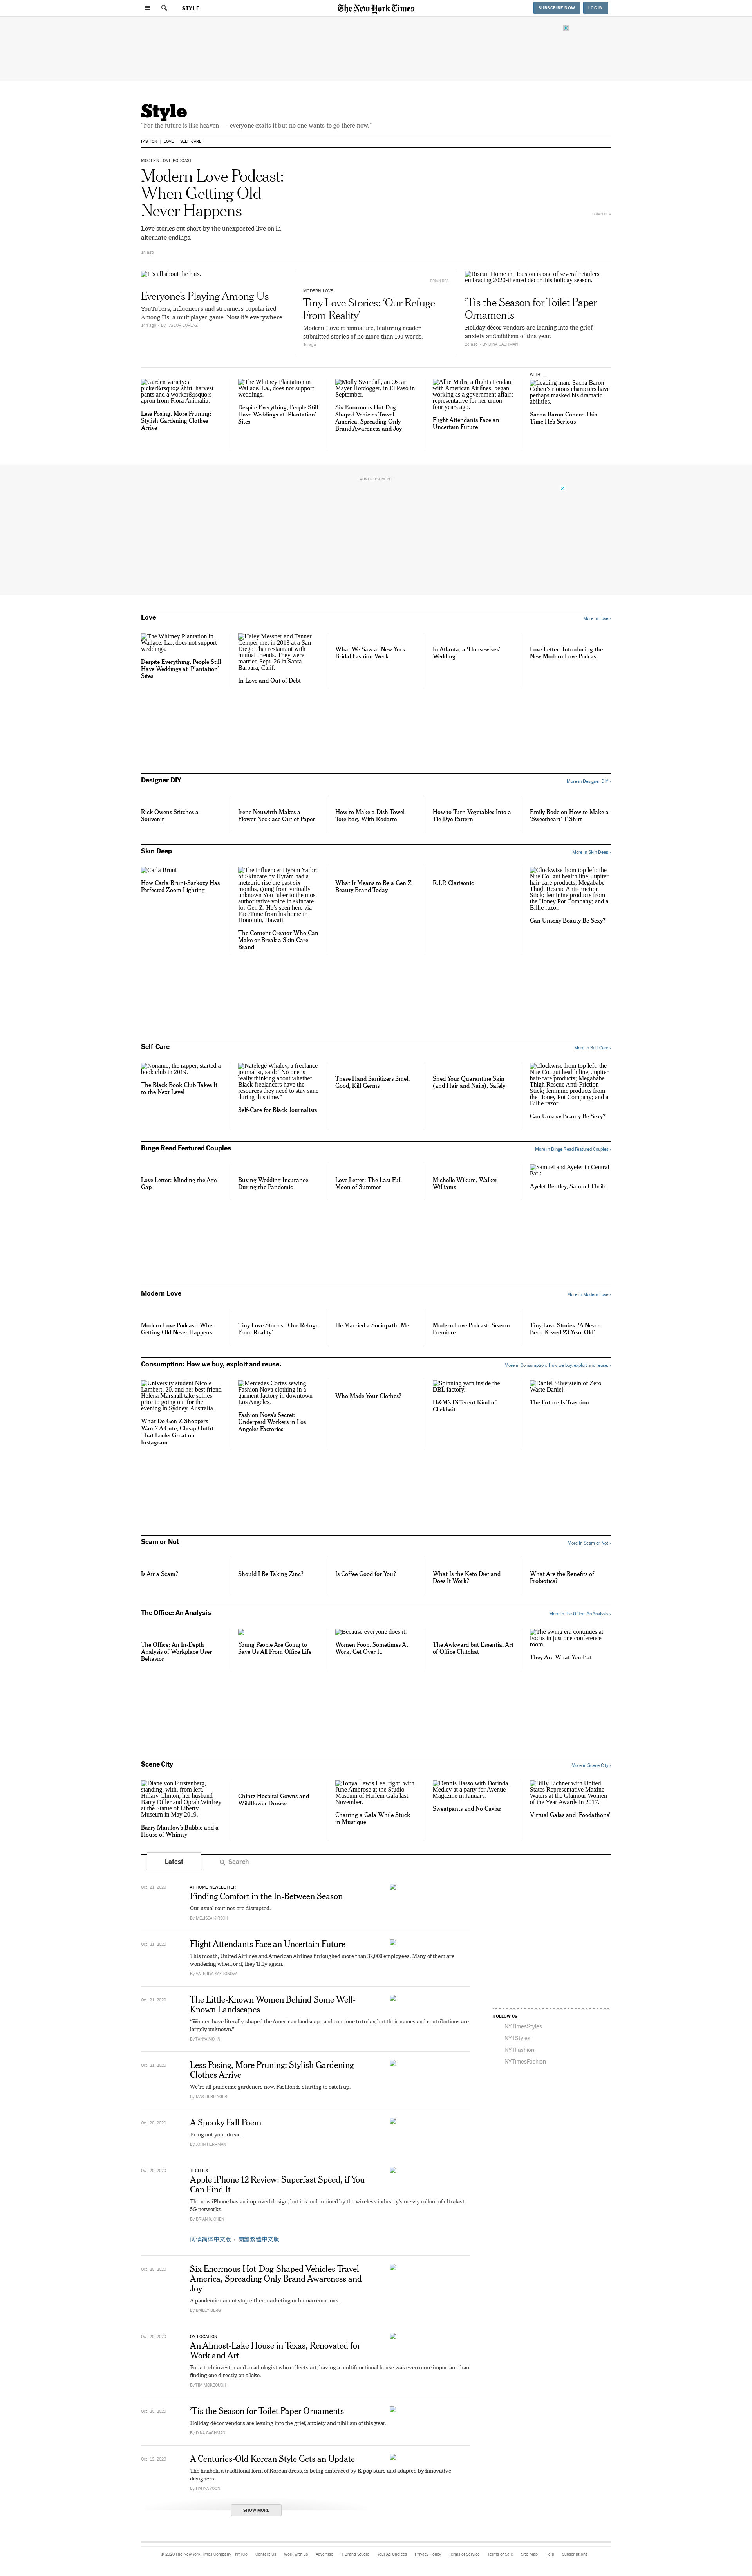 STYLE
The New York Times
SUBSCRIBE NOW
LOG IN
Style
“For the future is like heaven — everyone exalts it but no one wants to go there now.”
FASHION
LOVE
SELF-CARE
MODERN LOVE PODCAST
Modern Love Podcast:
When Getting Old
Never Happens
Love stories cut short by the unexpected live on in
alternate endings.
1h ago
BRIAN REA
It's all about the hats.
Everyone’s Playing Among Us
YouTubers, influencers and streamers popularized
Among Us, a multiplayer game. Now it’s everywhere.
14h ago · By TAYLOR LORENZ
BRIAN REA
MODERN LOVE
Tiny Love Stories: ‘Our Refuge
From Reality’
Modern Love in miniature, featuring reader-
submitted stories of no more than 100 words.
1d ago
Biscuit Home in Houston is one of several retailers
embracing 2020-themed décor this holiday season.
’Tis the Season for Toilet Paper
Ornaments
Holiday décor vendors are leaning into the grief,
anxiety and nihilism of this year.
2d ago · By DINA GACHMAN
Garden variety: a
picker&rsquo;s shirt, harvest
pants and a worker&rsquo;s
apron from Flora Animalia.
Less Posing, More Pruning:
Stylish Gardening Clothes
Arrive
The Whitney Plantation in
Wallace, La., does not support
weddings.
Despite Everything, People Still
Have Weddings at ‘Plantation’
Sites
Molly Swindall, an Oscar
Mayer Hotdogger, in El Paso in
September.
Six Enormous Hot-Dog-
Shaped Vehicles Travel
America, Spreading Only
Brand Awareness and Joy
Allie Malis, a flight attendant
with American Airlines, began
working as a government affairs
representative for her union
four years ago.
Flight Attendants Face an
Uncertain Future
WITH ...
Leading man: Sacha Baron
Cohen’s riotous characters have
perhaps masked his dramatic
abilities.
Sacha Baron Cohen: This
Time He’s Serious
ADVERTISEMENT
Love
More in Love ›
The Whitney Plantation in
Wallace, La., does not support
weddings.
Despite Everything, People Still
Have Weddings at ‘Plantation’
Sites
Haley Messner and Tanner
Cemper met in 2013 at a San
Diego Thai restaurant with
mutual friends. They were
married Sept. 26 in Santa
Barbara, Calif.
In Love and Out of Debt
What We Saw at New York
Bridal Fashion Week
In Atlanta, a ‘Housewives’
Wedding
Love Letter: Introducing the
New Modern Love Podcast
Designer DIY
More in Designer DIY ›
Rick Owens Stitches a
Souvenir
Irene Neuwirth Makes a
Flower Necklace Out of Paper
How to Make a Dish Towel
Tote Bag, With Rodarte
How to Turn Vegetables Into a
Tie-Dye Pattern
Emily Bode on How to Make a
‘Sweetheart’ T-Shirt
Skin Deep
More in Skin Deep ›
Carla Bruni
How Carla Bruni-Sarkozy Has
Perfected Zoom Lighting
The influencer Hyram Yarbro
of Skincare by Hyram had a
meteoric rise the past six
months, going from virtually
unknown YouTuber to the most
authoritative voice in skincare
for Gen Z. He’s seen here via
FaceTime from his home in
Honolulu, Hawaii.
The Content Creator Who Can
Make or Break a Skin Care
Brand
What It Means to Be a Gen Z
Beauty Brand Today
R.I.P. Clarisonic
Clockwise from top left: the
Nue Co. gut health line; Jupiter
hair-care products; Megababe
Thigh Rescue Anti-Friction
Stick; feminine products from
the Honey Pot Company; and a
Billie razor.
Can Unsexy Beauty Be Sexy?
Self-Care
More in Self-Care ›
Noname, the rapper, started a
book club in 2019.
The Black Book Club Takes It
to the Next Level
Natelegé Whaley, a freelance
journalist, said: “No one is
really thinking about whether
Black freelancers have the
resources they need to stay sane
during this time.”
Self-Care for Black Journalists
These Hand Sanitizers Smell
Good, Kill Germs
Shed Your Quarantine Skin
(and Hair and Nails), Safely
Clockwise from top left: the
Nue Co. gut health line; Jupiter
hair-care products; Megababe
Thigh Rescue Anti-Friction
Stick; feminine products from
the Honey Pot Company; and a
Billie razor.
Can Unsexy Beauty Be Sexy?
Binge Read Featured Couples
More in Binge Read Featured Couples ›
Love Letter: Minding the Age
Gap
Buying Wedding Insurance
During the Pandemic
Love Letter: The Last Full
Moon of Summer
Michelle Wikum, Walker
Williams
Samuel and Ayelet in Central
Park
Ayelet Bentley, Samuel Tbeile
Modern Love
More in Modern Love ›
Modern Love Podcast: When
Getting Old Never Happens
Tiny Love Stories: ‘Our Refuge
From Reality’
He Married a Sociopath: Me
Modern Love Podcast: Season
Premiere
Tiny Love Stories: ‘A Never-
Been-Kissed 23-Year-Old’
Consumption: How we buy, exploit and reuse.
More in Consumption: How we buy, exploit and reuse. ›
University student Nicole
Lambert, 20, and her best friend
Helena Marshall take selfies
prior to going out for the
evening in Sydney, Australia.
What Do Gen Z Shoppers
Want? A Cute, Cheap Outfit
That Looks Great on
Instagram
Mercedes Cortes sewing
Fashion Nova clothing in a
garment factory in downtown
Los Angeles.
Fashion Nova’s Secret:
Underpaid Workers in Los
Angeles Factories
Who Made Your Clothes?
Spinning yarn inside the
DBL factory.
H&M’s Different Kind of
Clickbait
Daniel Silverstein of Zero
Waste Daniel.
The Future Is Trashion
Scam or Not
More in Scam or Not ›
Is Air a Scam?
Should I Be Taking Zinc?
Is Coffee Good for You?
What Is the Keto Diet and
Does It Work?
What Are the Benefits of
Probiotics?
The Office: An Analysis
More in The Office: An Analysis ›
The Office: An In-Depth
Analysis of Workplace User
Behavior
Young People Are Going to
Save Us All From Office Life
Because everyone does it.
Women Poop. Sometimes At
Work. Get Over It.
The Awkward but Essential Art
of Office Chitchat
The swing era continues at
Focus in just one conference
room.
They Are What You Eat
Scene City
More in Scene City ›
Diane von Furstenberg,
standing, with, from left,
Hillary Clinton, her husband
Barry Diller and Oprah Winfrey
at the Statue of Liberty
Museum in May 2019.
Barry Manilow’s Bubble and a
House of Whimsy
Chintz Hospital Gowns and
Wildflower Dresses
Tonya Lewis Lee, right, with
June Ambrose at the Studio
Museum of Harlem Gala last
November.
Chairing a Gala While Stuck
in Mustique
Dennis Basso with Dorinda
Medley at a party for Avenue
Magazine in January.
Sweatpants and No Caviar
Billy Eichner with United
States Representative Maxine
Waters at the Glamour Women
of the Year Awards in 2017.
Virtual Galas and ‘Foodathons’
Latest
Search
Oct. 21, 2020
AT HOME NEWSLETTER
Finding Comfort in the In-Between Season
Our usual routines are disrupted.
By MELISSA KIRSCH
Oct. 21, 2020
Flight Attendants Face an Uncertain Future
This month, United Airlines and American Airlines furloughed more than 32,000 employees. Many of them are
wondering when, or if, they’ll fly again.
By VALERIYA SAFRONOVA
Oct. 21, 2020
The Little-Known Women Behind Some Well-
Known Landscapes
“Women have literally shaped the American landscape and continue to today, but their names and contributions are
largely unknown.”
By TANYA MOHN
Oct. 21, 2020
Less Posing, More Pruning: Stylish Gardening
Clothes Arrive
We’re all pandemic gardeners now. Fashion is starting to catch up.
By MAX BERLINGER
Oct. 20, 2020
A Spooky Fall Poem
Bring out your dread.
By JOHN HERRMAN
Oct. 20, 2020
TECH FIX
Apple iPhone 12 Review: Superfast Speed, if You
Can Find It
The new iPhone has an improved design, but it’s undermined by the wireless industry’s messy rollout of ultrafast
5G networks.
By BRIAN X. CHEN
阅读简体中文版 · 閱讀繁體中文版
Oct. 20, 2020
Six Enormous Hot-Dog-Shaped Vehicles Travel
America, Spreading Only Brand Awareness and
Joy
A pandemic cannot stop either marketing or human emotions.
By BAILEY BERG
Oct. 20, 2020
ON LOCATION
An Almost-Lake House in Texas, Renovated for
Work and Art
For a tech investor and a radiologist who collects art, having a multifunctional house was even more important than
finding one directly on a lake.
By TIM MCKEOUGH
Oct. 20, 2020
’Tis the Season for Toilet Paper Ornaments
Holiday décor vendors are leaning into the grief, anxiety and nihilism of this year.
By DINA GACHMAN
Oct. 19, 2020
A Centuries-Old Korean Style Gets an Update
The hanbok, a traditional form of Korean dress, is being embraced by K-pop stars and adapted by innovative
designers.
By HAHNA YOON
SHOW MORE
FOLLOW US
NYTimesStyles
NYTStyles
NYTFashion
NYTimesFashion
© 2020 The New York Times Company
NYTCo
Contact Us
Work with us
Advertise
T Brand Studio
Your Ad Choices
Privacy Policy
Terms of Service
Terms of Sale
Site Map
Help
Subscriptions